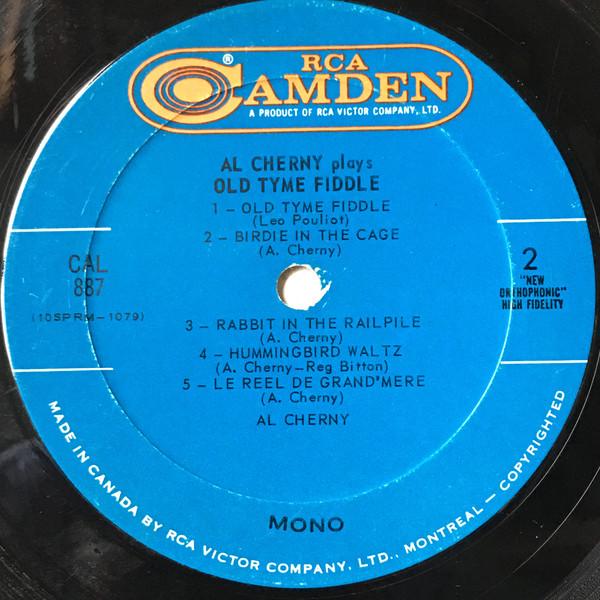 RCA
CAMDEN
®
A PRODUCT OF RCA VICTOR COMPANY, LTD.
AL CHERNY plays
OLD TYME FIDDLE
1 – OLD TYME FIDDLE
(Leo Pouliot)
2 – BIRDIE IN THE CAGE
(A. Cherny)
CAL
887
(10SPRM–1079)
2
"NEW
ORTHOPHONIC"
HIGH FIDELITY
3 – RABBIT IN THE RAILPILE
(A. Cherny)
4 – HUMMINGBIRD WALTZ
(A. Cherny–Reg Bitton)
5 – LE REEL DE GRAND'MERE
(A. Cherny)
AL CHERNY
MONO
MADE IN CANADA BY RCA VICTOR COMPANY, LTD., MONTREAL — COPYRIGHTED